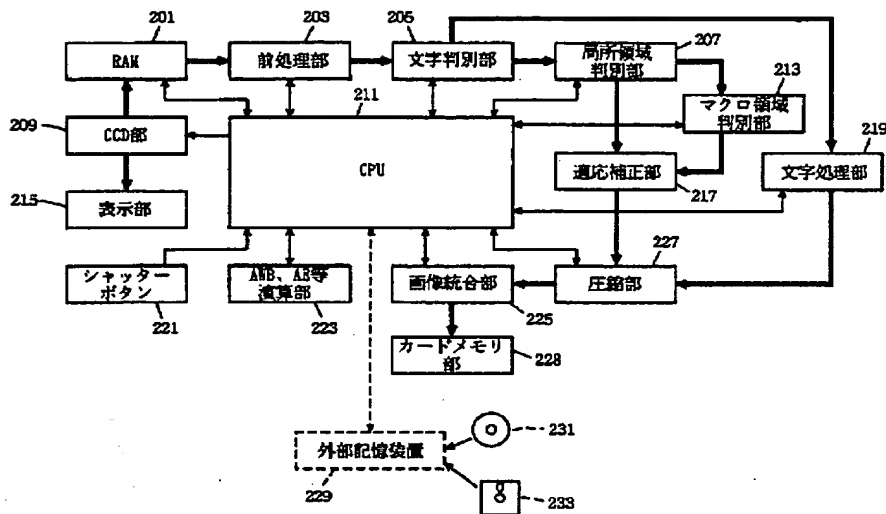 201
203
205
RAM
前処理部
文字判別部
局所領域
判別部
207
213
211
マクロ領域
判別部
209
CCD部
219
CPU
適応補正部
文字処理部
215
表示部
217
227
シャッター
ボタン
AWB、AE等
演算部
画像統合部
圧縮部
221
223
225
カードメモリ
部
228
231
外部記憶装置
229
233